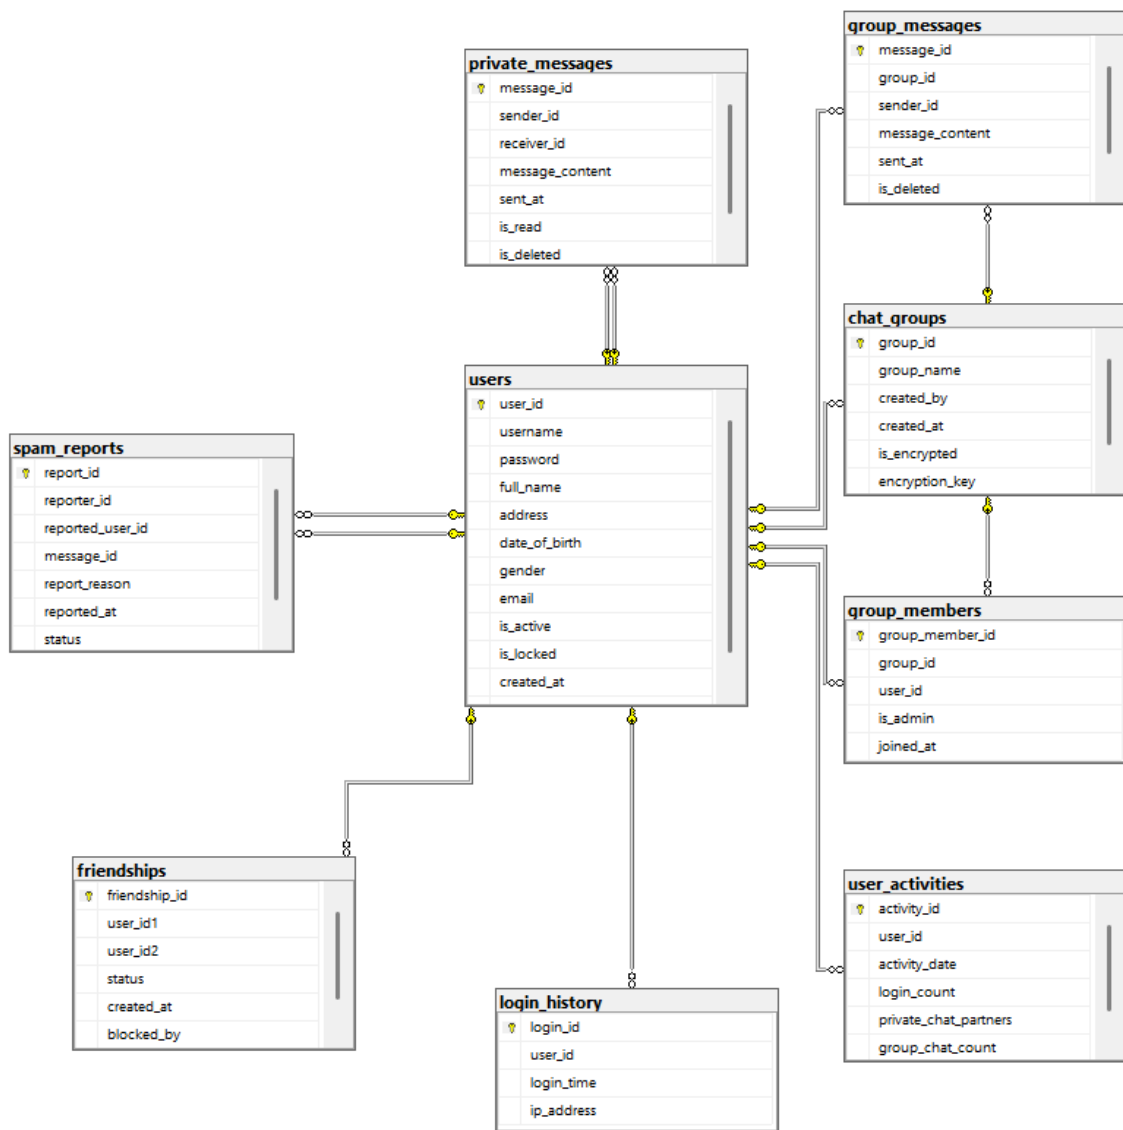 group_messages
message_id
group_id
sender_id
message_content
sent_at
is_deleted
private_messages
message_id
sender_id
receiver_id
message_content
sent_at
is_read
is_deleted
chat_groups
group_id
group_name
created_by
created_at
is_encrypted
encryption_key
users
user_id
username
password
full_name
address
date_of_birth
gender
email
is_active
is_locked
created_at
spam_reports
report_id
reporter_id
reported_user_id
message_id
report_reason
reported_at
status
group_members
group_member_id
group_id
user_id
is_admin
joined_at
friendships
friendship_id
user_id1
user_id2
status
created_at
blocked_by
user_activities
activity_id
user_id
activity_date
login_count
private_chat_partners
group_chat_count
login_history
login_id
user_id
login_time
ip_address